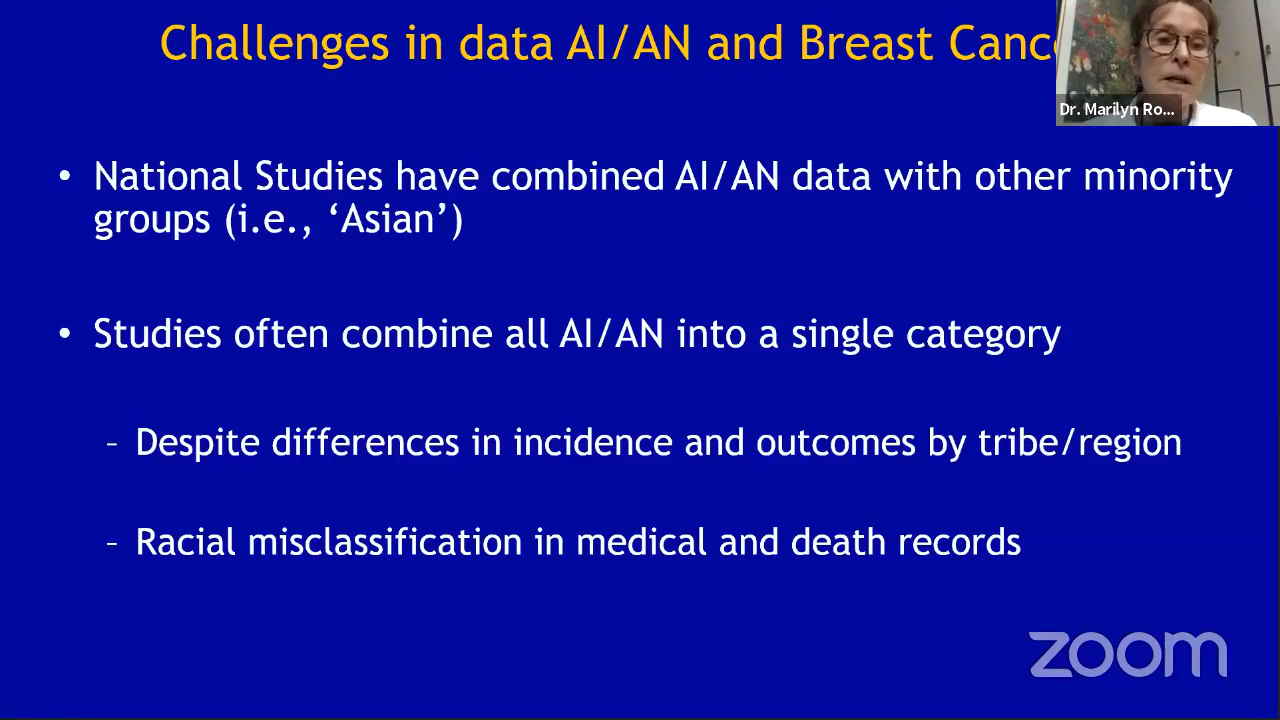 Challenges in data AI/AN and Breast
Dr. Marilyn Ro...
• National Studies have combined AI/AN data with other minority
groups (i.e., ‘Asian’)
• Studies often combine all AI/AN into a single category
– Despite differences in incidence and outcomes by tribe/region
– Racial misclassification in medical and death records
zoom